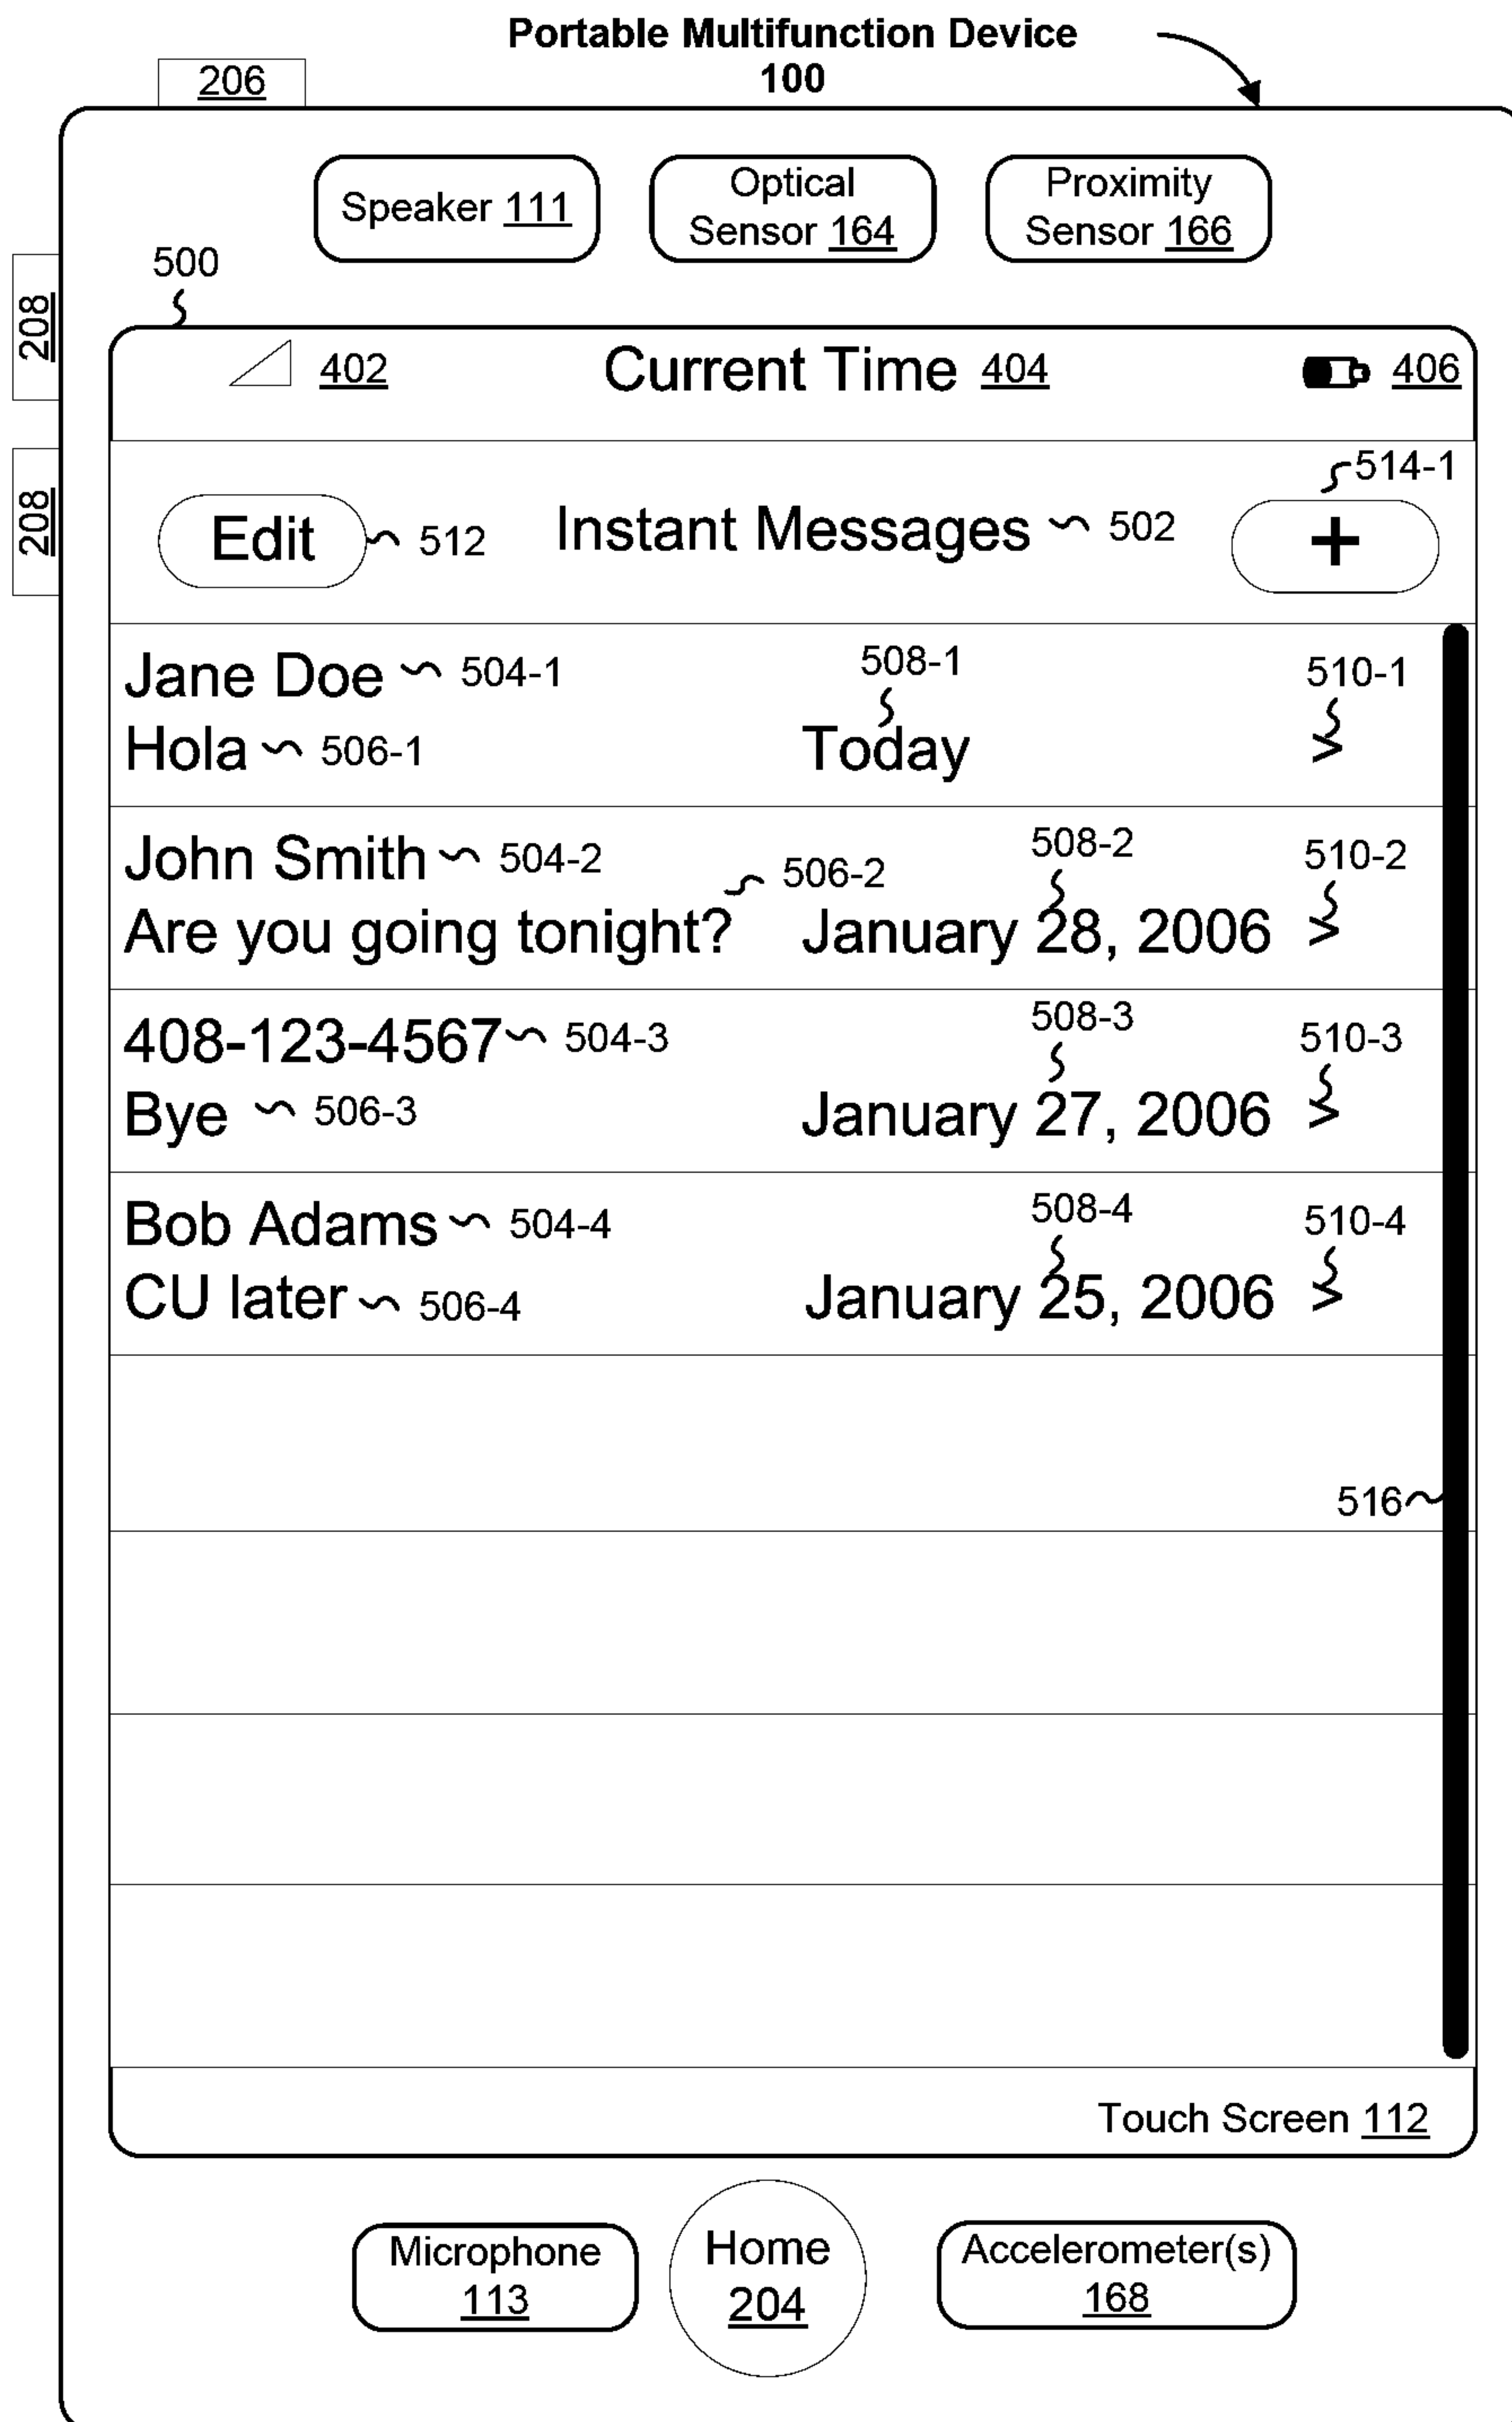 Portable Multifunction Device
100
206
Speaker 111
Optical
Sensor 164
Proximity
Sensor 166
500
208
402
Current Time 404
406
208
514-1
Edit
512
Instant Messages
502
+
Jane Doe
504-1
508-1
510-1
Hola
506-1
Today
>
John Smith
504-2
506-2
508-2
510-2
Are you going tonight?
January 28, 2006
>
408-123-4567
504-3
508-3
510-3
Bye
506-3
January 27, 2006
>
Bob Adams
504-4
508-4
510-4
CU later
506-4
January 25, 2006
>
516
Touch Screen 112
Microphone
113
Home
204
Accelerometer(s)
168